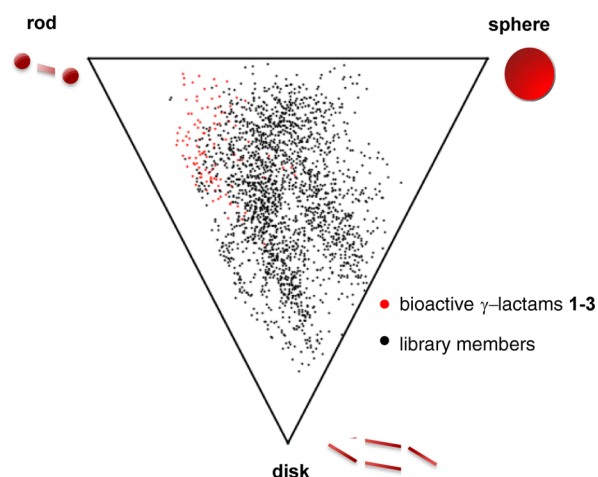 rod
sphere
bioactive γ–lactams 1-3
library members
disk